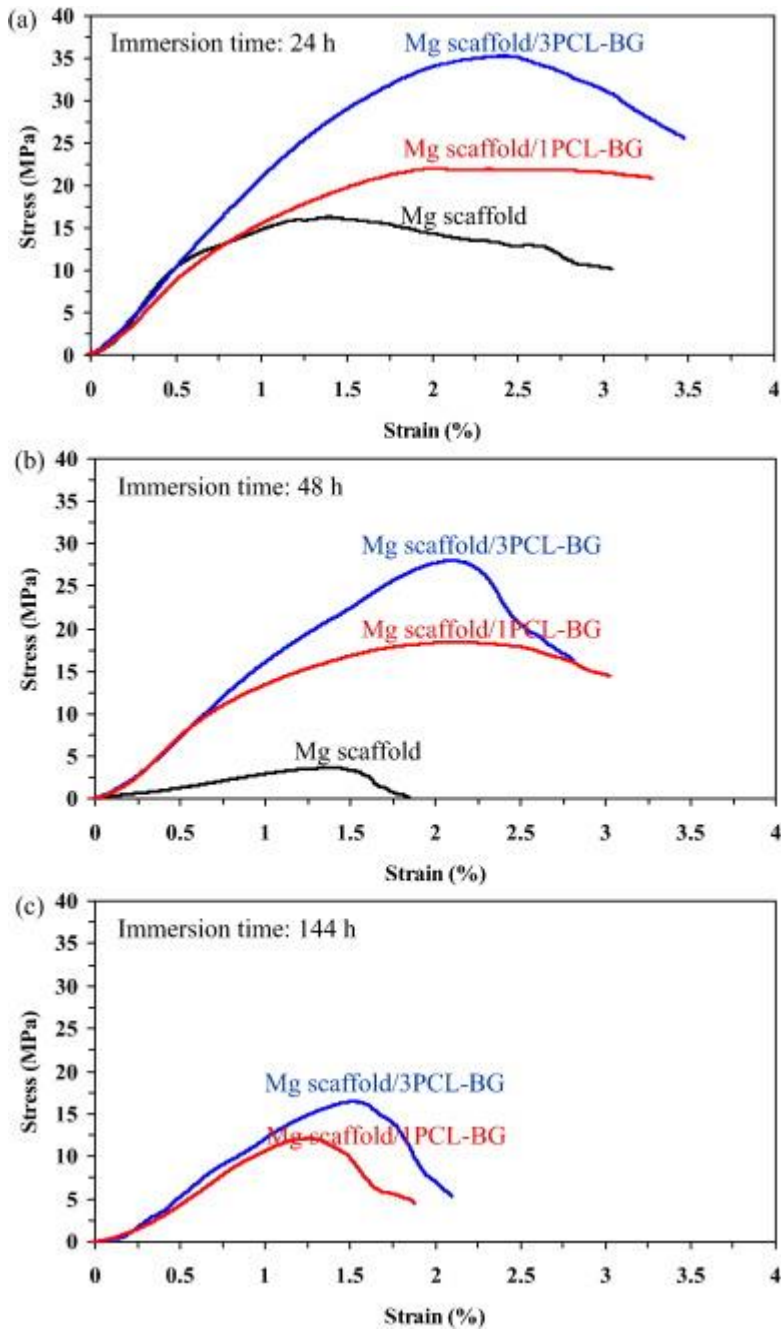 (a)
Immersion time: 24 h
Mg scaffold/3PCL-BG
Mg scaffold/1PCL-BG
Mg scaffold
Stress (MPa)
40
35
30
25
20
15
10
5
0
0 0.5 1 1.5 2 2.5 3 3.5 4
Strain (%)
(b)
Immersion time: 48 h
Mg scaffold/3PCL-BG
Mg scaffold/1PCL-BG
Mg scaffold
Stress (MPa)
40
35
30
25
20
15
10
5
0
0 0.5 1 1.5 2 2.5 3 3.5 4
Strain (%)
(c)
Immersion time: 144 h
Mg scaffold/3PCL-BG
Mg scaffold/1PCL-BG
Stress (MPa)
40
35
30
25
20
15
10
5
0
0 0.5 1 1.5 2 2.5 3 3.5 4
Strain (%)